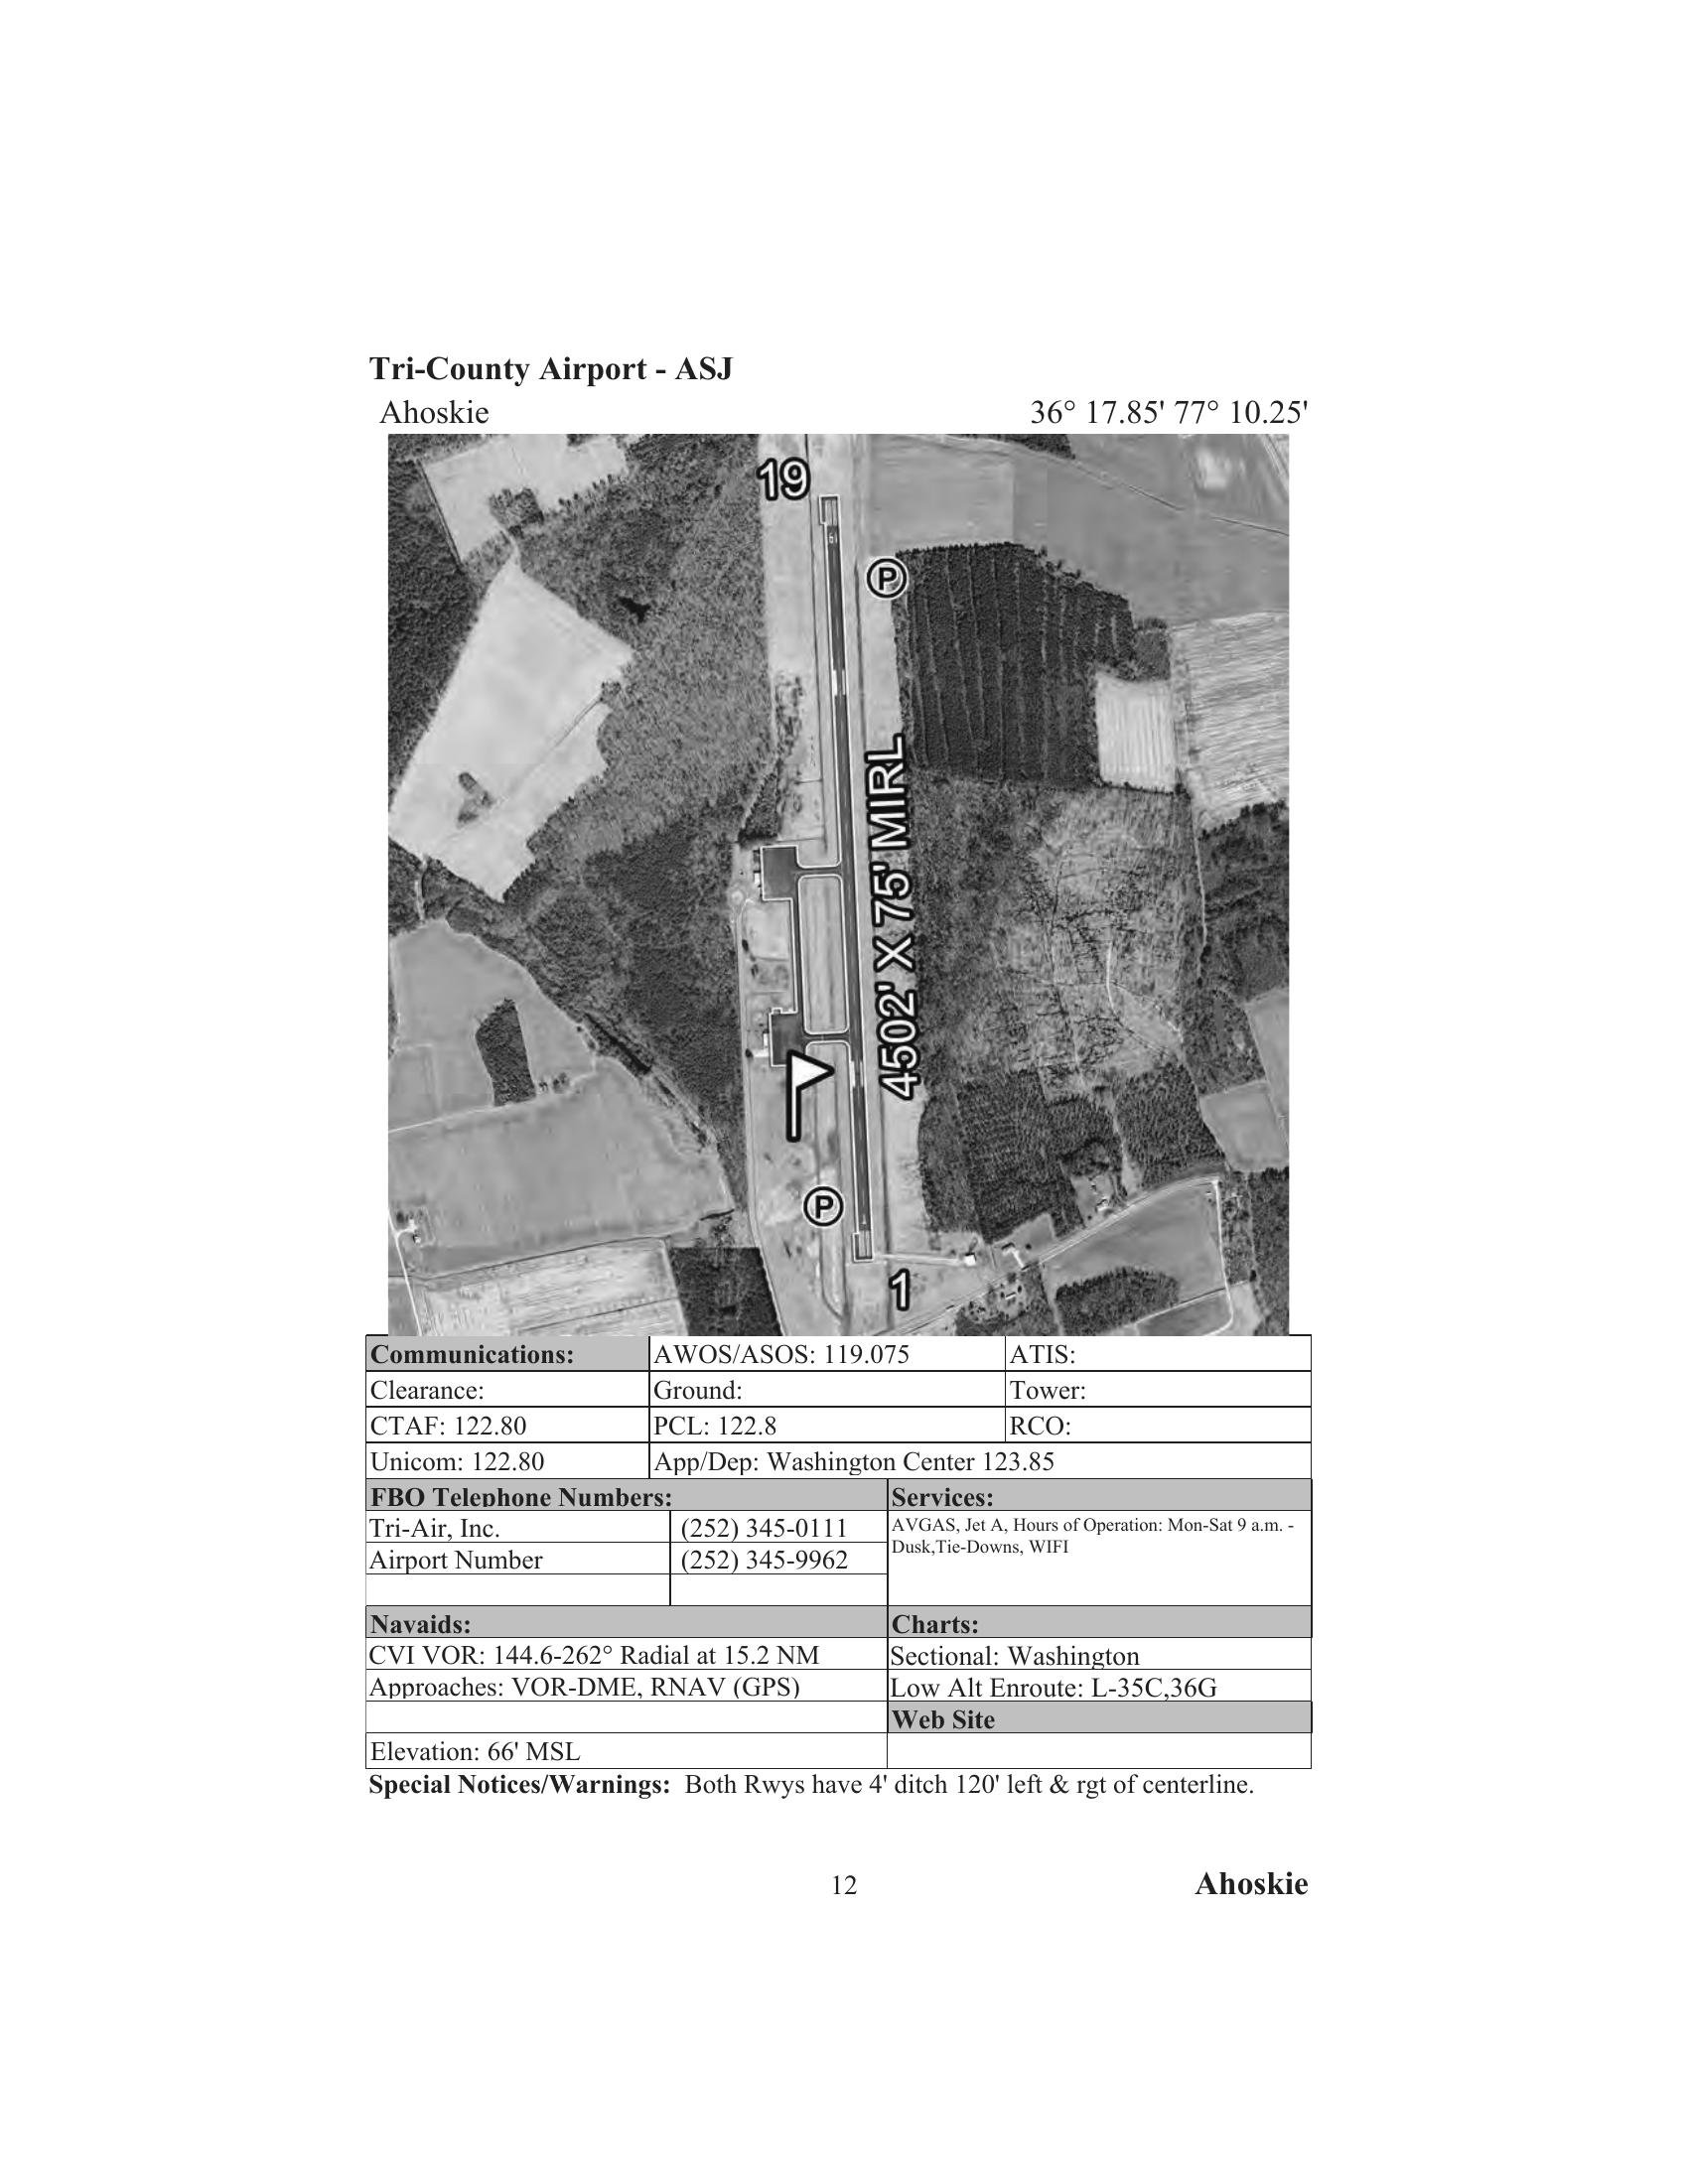 Tri-County Airport - ASJ
Ahoskie 36° 17.85' 77° 10.25'
19
P
4502' X 75' MIRL
P
1
Communications: AWOS/ASOS: 119.075 ATIS:
Clearance: Ground: Tower:
CTAF: 122.80 PCL: 122.8 RCO:
Unicom: 122.80 App/Dep: Washington Center 123.85
FBO Telephone Numbers: Services:
Tri-Air, Inc. (252) 345-0111 AVGAS, Jet A, Hours of Operation: Mon-Sat 9 a.m. -
Dusk,Tie-Downs, WIFI
Airport Number (252) 345-9962
Navaids: Charts:
CVI VOR: 144.6-262° Radial at 15.2 NM Sectional: Washington
Approaches: VOR-DME, RNAV (GPS) Low Alt Enroute: L-35C,36G
Web Site
Elevation: 66' MSL
Special Notices/Warnings: Both Rwys have 4' ditch 120' left & rgt of centerline.
12 Ahoskie